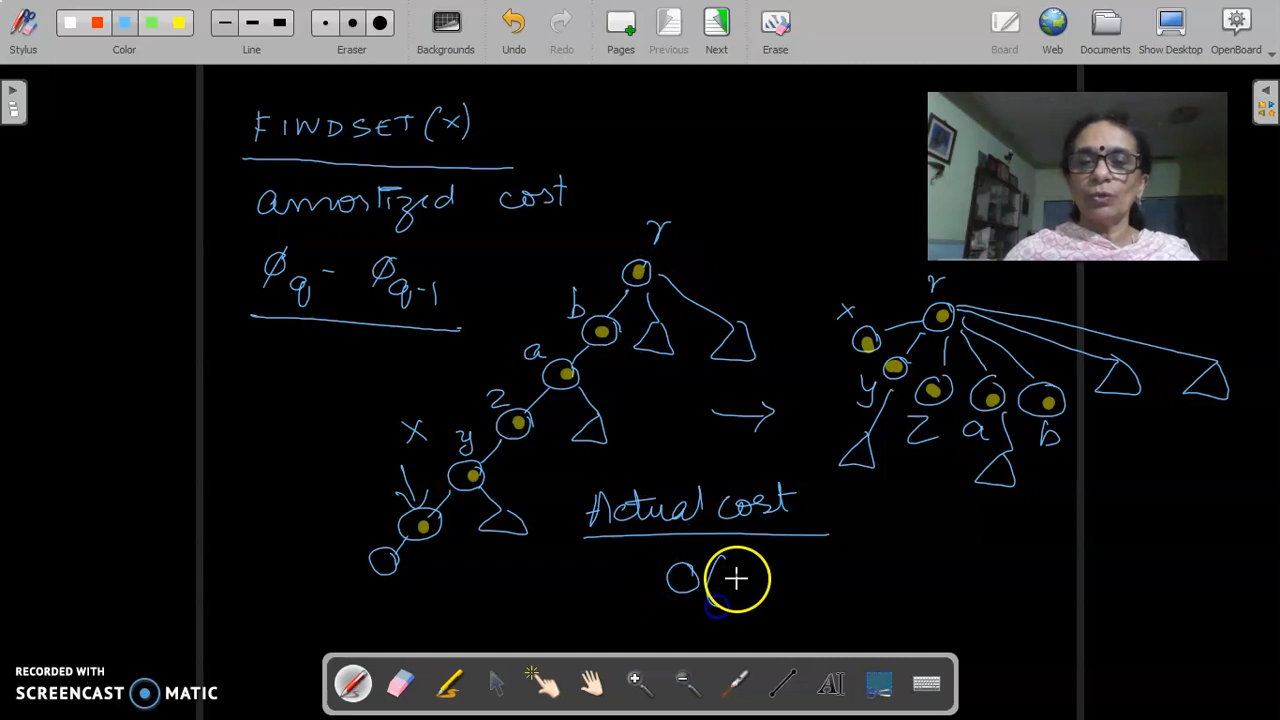 Stylus
Color
Line
Eraser
Backgrounds
Undo
Redo
Pages
Previous
Next
Erase
Board
Web
Documents
Show Desktop
OpenBoard
FINDSET(X)
amortized cost
ϕq - ϕq-1
r
b
a
z
y
X
r
x
y
Z
a
b
Actual cost
O(
AI
RECORDED WITH
SCREENCAST MATIC